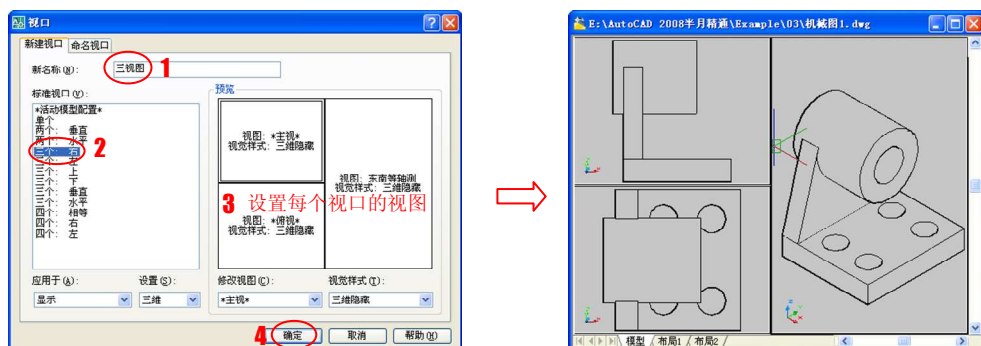 视口
新建视口 命名视口
新名称(N): 三视图 1
标准视口(V):
*活动模型配置*
单个
两个: 垂直
两个: 水平
三个: 右
三个: 左
三个: 上
三个: 下
三个: 垂直
三个: 水平
四个: 相等
四个: 右
四个: 左
2
预览
视图: *主视*
视觉样式: 三维隐藏
视图: 东南等轴测
视觉样式: 三维隐藏
3 设置每个视口的视图
视图: *俯视*
视觉样式: 三维隐藏
应用于(A): 设置(S): 修改视图(C): 视觉样式(T):
显示 三维 *主视* 三维隐藏
4 确定 取消 帮助(H)
E:\AutoCAD 2008半月精通\Example\03\机械图1.dwg
模型 布局1 布局2